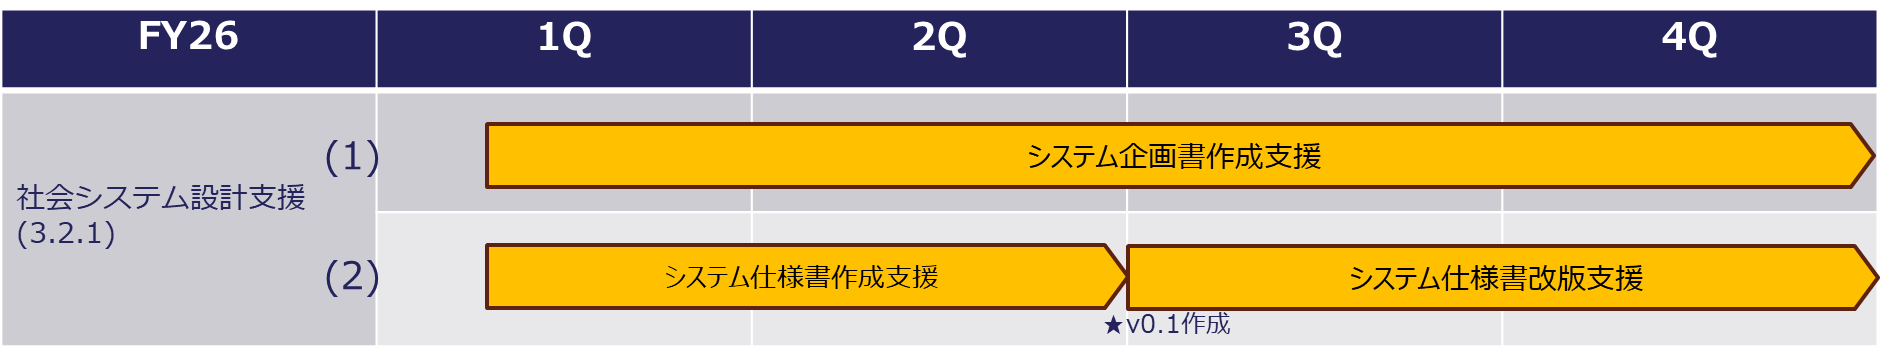 FY26 1Q 2Q 3Q 4Q
社会システム設計支援
(3.2.1)
(1)
システム企画書作成支援
(2)
システム仕様書作成支援
システム仕様書改版支援
★v0.1作成